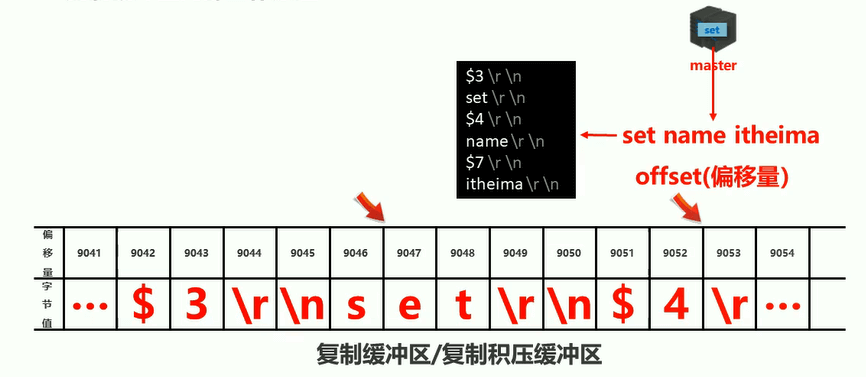 set
master
$3 \r \n
set \r \n
$4 \r \n
name \r \n
$7 \r \n
itheima \r \n
set name itheima
offset(偏移量)
偏移量 9041 9042 9043 9044 9045 9046 9047 9048 9049 9050 9051 9052 9053 9054
字节值 ... $ 3 \r \n s e t \r \n $ 4 \r ...
复制缓冲区/复制积压缓冲区